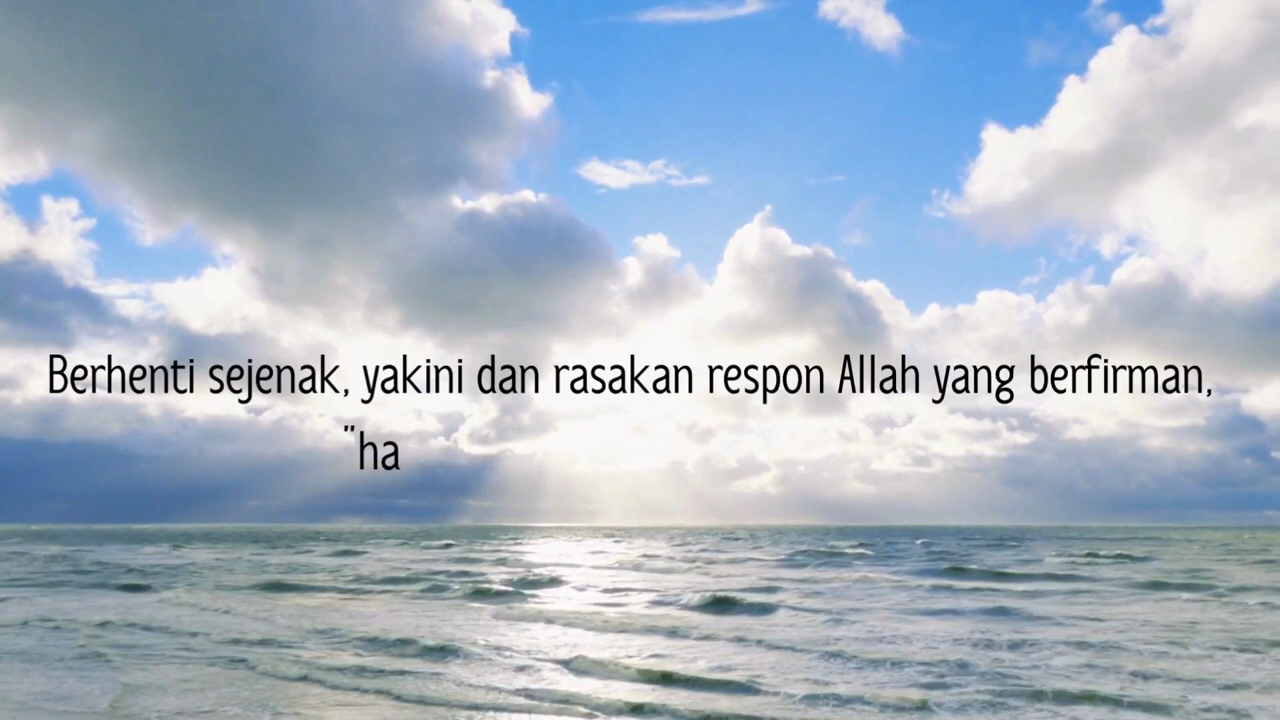 Berhenti sejenak, yakini dan rasakan respon Allah yang berfirman,
"ha